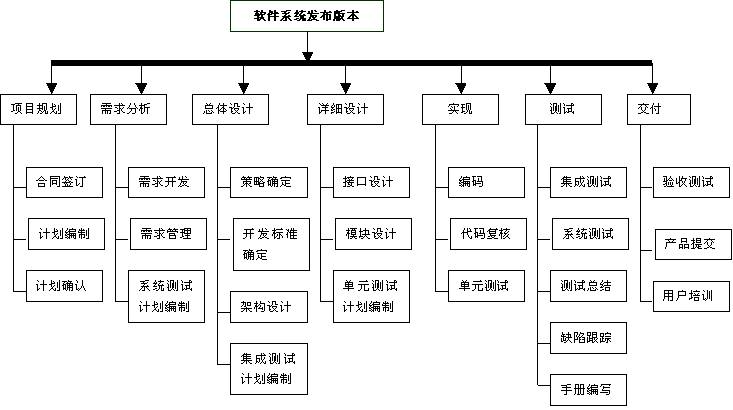 软件系统发布版本
项目规划
需求分析
总体设计
详细设计
实现
测试
交付
合同签订
计划编制
计划确认
需求开发
需求管理
系统测试
计划编制
策略确定
开发标准
确定
架构设计
集成测试
计划编制
接口设计
模块设计
单元测试
计划编制
编码
代码复核
单元测试
集成测试
系统测试
测试总结
缺陷跟踪
手册编写
验收测试
产品提交
用户培训